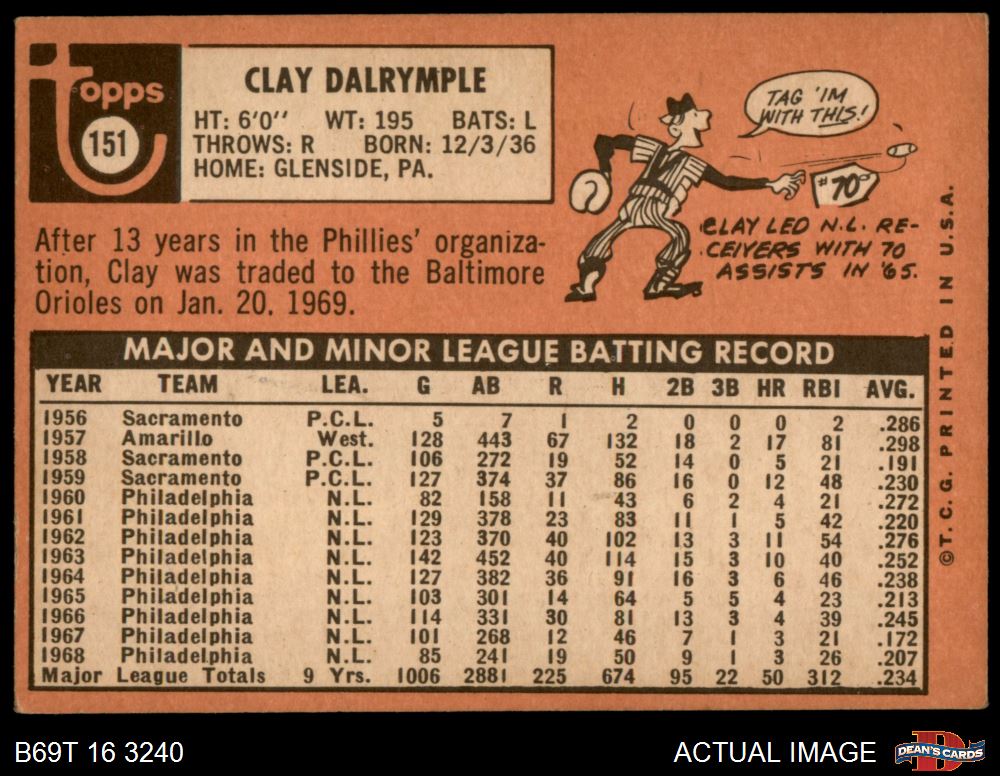 Topps
151
CLAY DALRYMPLE
HT: 6'0" WT: 195 BATS: L
THROWS: R BORN: 12/3/36
HOME: GLENSIDE, PA.
TAG 'IM
WITH THIS!
#70
CLAY LED N.L. RE-
CEIVERS WITH 70
ASSISTS IN '65.
After 13 years in the Phillies' organiza-
tion, Clay was traded to the Baltimore
Orioles on Jan. 20, 1969.
MAJOR AND MINOR LEAGUE BATTING RECORD
YEAR TEAM LEA. G AB R H 2B 3B HR RBI AVG.
1956 Sacramento P.C.L. 5 7 1 2 0 0 0 2 .286
1957 Amarillo West. 128 443 67 132 18 2 17 81 .298
1958 Sacramento P.C.L. 106 272 19 52 14 0 5 21 .191
1959 Sacramento P.C.L. 127 374 37 86 16 0 12 48 .230
1960 Philadelphia N.L. 82 158 11 43 6 2 4 21 .272
1961 Philadelphia N.L. 129 378 23 83 11 1 5 42 .220
1962 Philadelphia N.L. 123 370 40 102 13 3 11 54 .276
1963 Philadelphia N.L. 142 452 40 114 15 3 10 40 .252
1964 Philadelphia N.L. 127 382 36 91 16 3 6 46 .238
1965 Philadelphia N.L. 103 301 14 64 5 5 4 23 .213
1966 Philadelphia N.L. 114 331 30 81 13 3 4 39 .245
1967 Philadelphia N.L. 101 268 12 46 7 1 3 21 .172
1968 Philadelphia N.L. 85 241 19 50 9 1 3 26 .207
Major League Totals 9 Yrs. 1006 2881 225 674 95 22 50 312 .234
©T.C.G. PRINTED IN U.S.A.
B69T 16 3240
ACTUAL IMAGE
D
DEAN'S CARDS